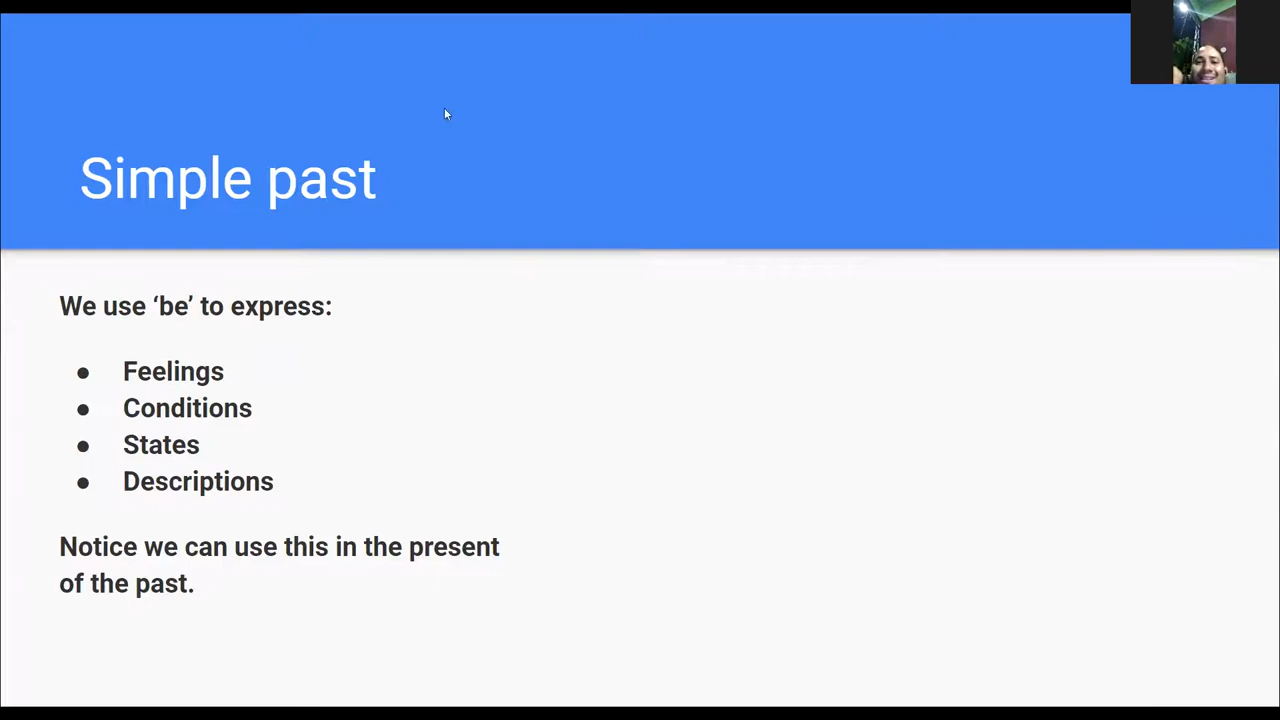 Simple past
We use ‘be’ to express:
● Feelings
● Conditions
● States
● Descriptions
Notice we can use this in the present
of the past.